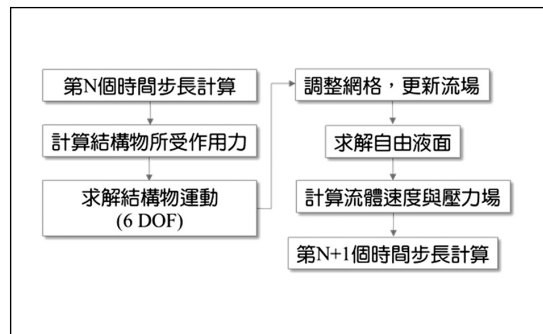 第N個時間步長計算
計算結構物所受作用力
求解結構物運動
(6 DOF)
調整網格，更新流場
求解自由液面
計算流體速度與壓力場
第N+1個時間步長計算